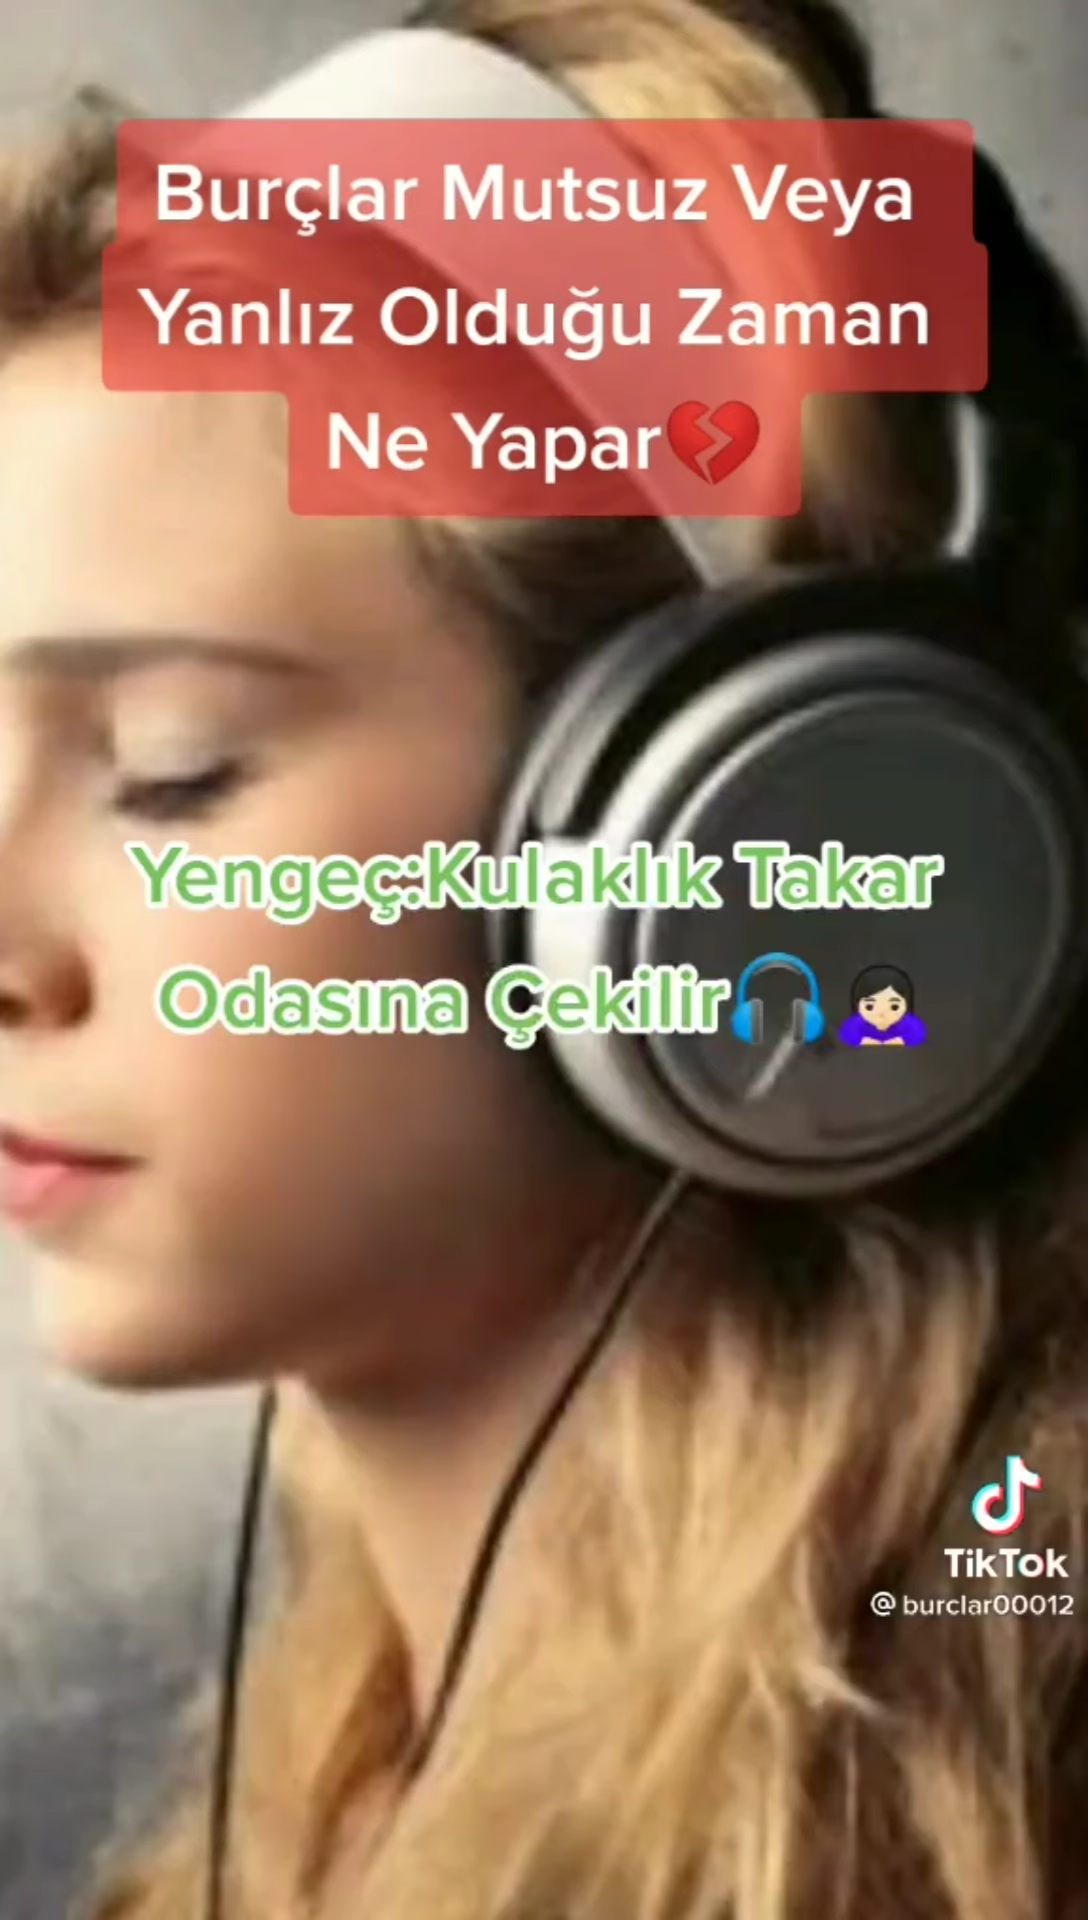 Burçlar Mutsuz Veya
Yanlız Olduğu Zaman
Ne Yapar💔
Yengeç:Kulaklık Takar
Odasına Çekilir🎧🙇🏻‍♀️
TikTok
@burclar00012